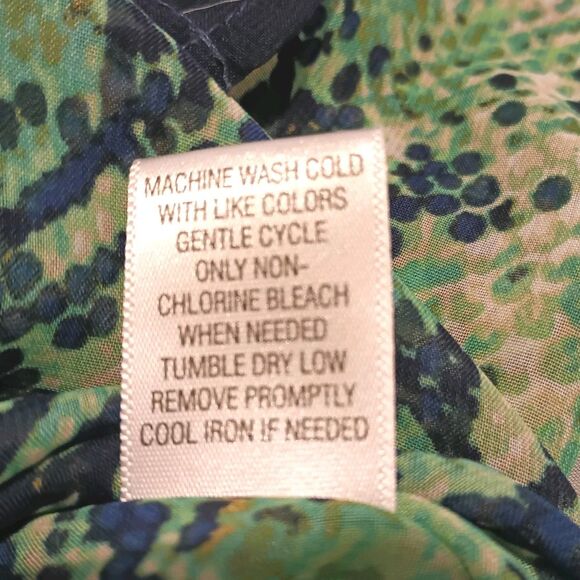 MACHINE WASH COLD
WITH LIKE COLORS
GENTLE CYCLE
ONLY NON-
CHLORINE BLEACH
WHEN NEEDED
TUMBLE DRY LOW
REMOVE PROMPTLY
COOL IRON IF NEEDED